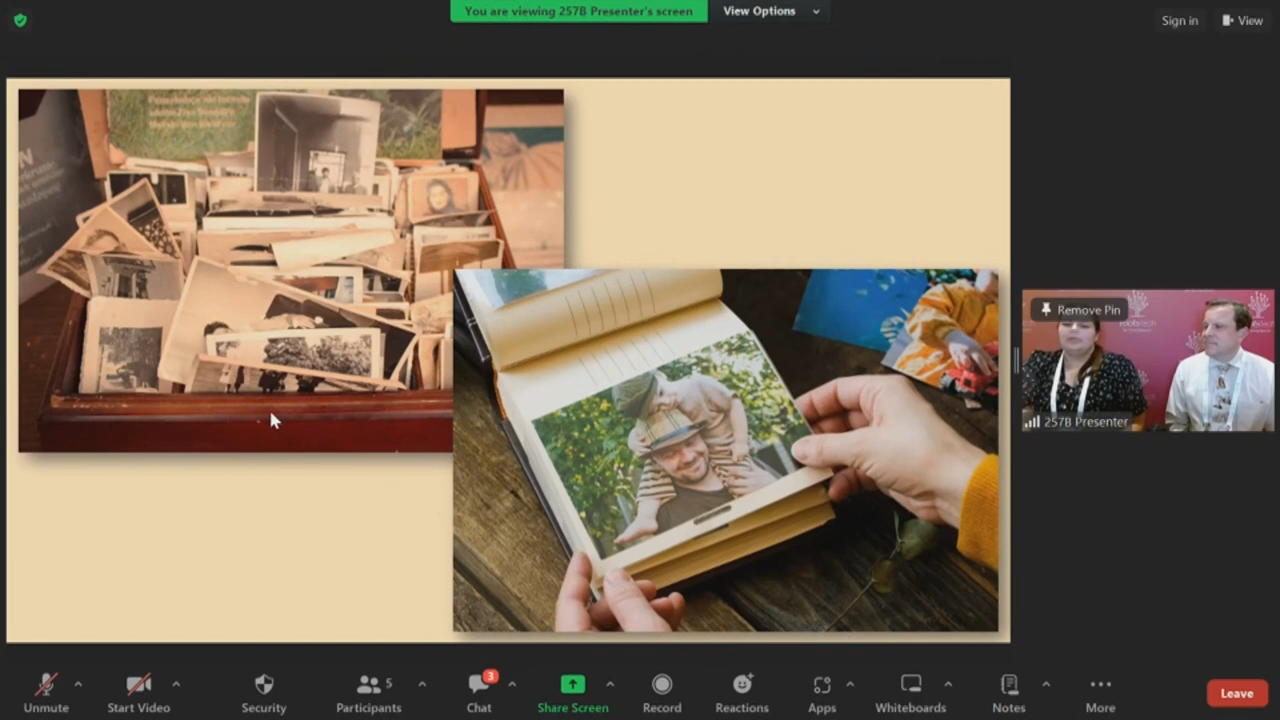 You are viewing 257B Presenter's screen
View Options
Sign in
View
Remove Pin
257B Presenter
Unmute
Start Video
Security
5
Participants
3
Chat
Share Screen
Record
Reactions
Apps
Whiteboards
Notes
More
Leave